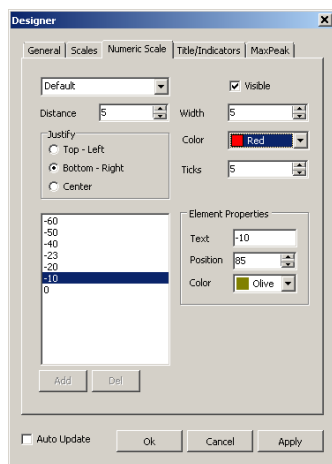 Designer
General Scales Numeric Scale Title/Indicators MaxPeak
Default Visible
Distance 5 Width 5
Justify
Top - Left
Bottom - Right
Center
Color Red
Ticks 5
-60
-50
-40
-23
-20
-10
0
Element Properties
Text -10
Position 85
Color Olive
Add Del
Auto Update Ok Cancel Apply